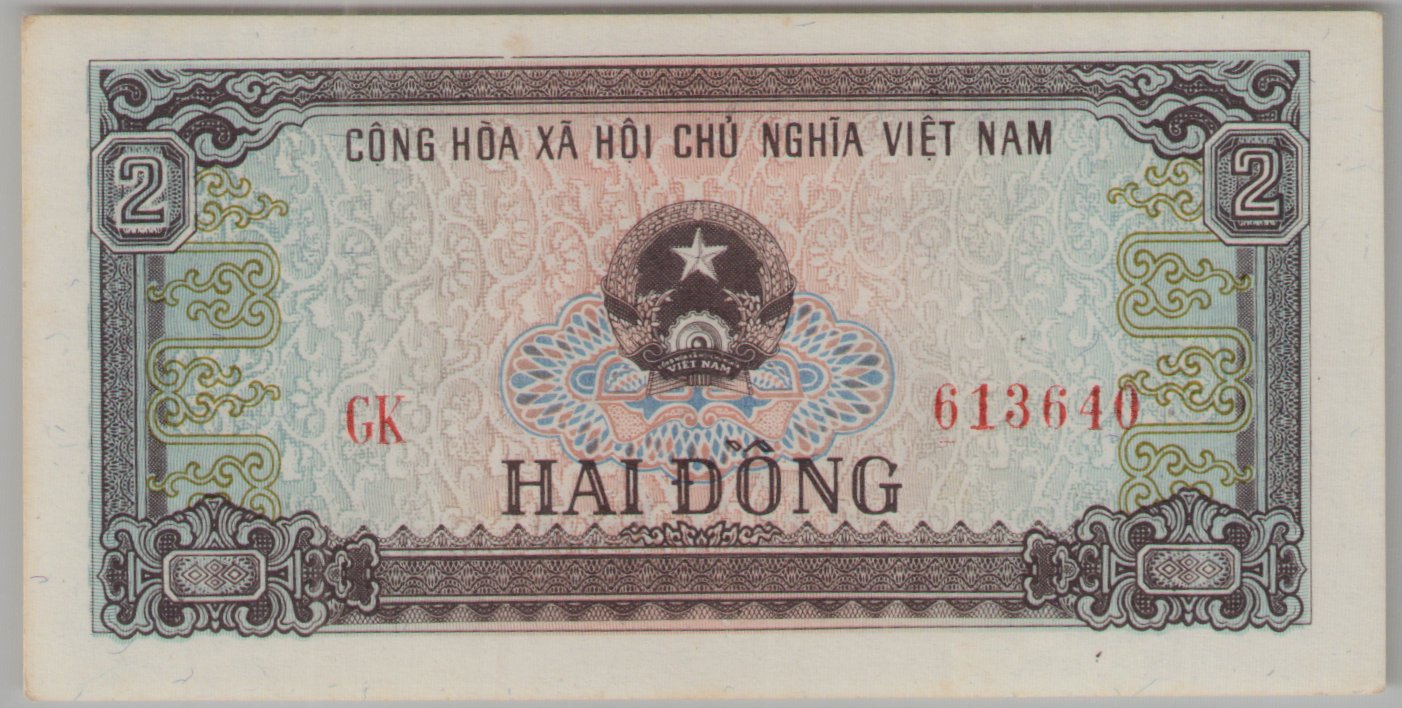 CỘNG HÒA XÃ HỘI CHỦ NGHĨA VIỆT NAM
2
2
VIỆT NAM
GK
613640
HAI ĐỒNG